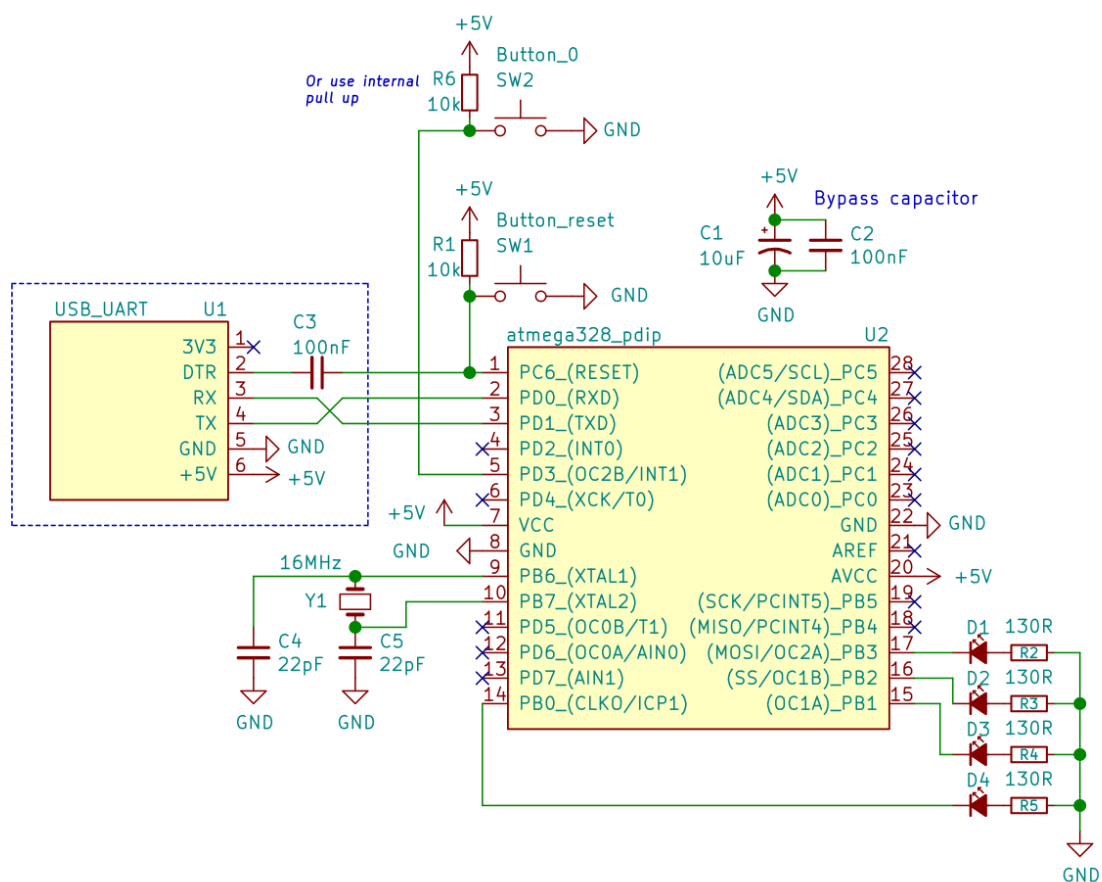 +5V
Button_0
SW2
Or use internal
pull up
R6
10k
GND
+5V
Button_reset
SW1
R1
10k
GND
+5V
Bypass capacitor
C1
10uF
C2
100nF
GND
USB_UART
U1
3V3
1
DTR
2
RX
3
TX
4
GND
5
GND
+5V
6
+5V
C3
100nF
atmega328_pdip
U2
1
PC6_(RESET)
2
PD0_(RXD)
3
PD1_(TXD)
4
PD2_(INT0)
5
PD3_(OC2B/INT1)
6
PD4_(XCK/T0)
+5V
7
VCC
GND
8
GND
9
PB6_(XTAL1)
10
PB7_(XTAL2)
11
PD5_(OC0B/T1)
12
PD6_(OC0A/AIN0)
13
PD7_(AIN1)
14
PB0_(CLKO/ICP1)
(ADC5/SCL)_PC5
28
(ADC4/SDA)_PC4
27
(ADC3)_PC3
26
(ADC2)_PC2
25
(ADC1)_PC1
24
(ADC0)_PC0
23
GND
22
GND
AREF
21
AVCC
20
+5V
(SCK/PCINT5)_PB5
19
(MISO/PCINT4)_PB4
18
(MOSI/OC2A)_PB3
17
(SS/OC1B)_PB2
16
(OC1A)_PB1
15
16MHz
Y1
C4
22pF
GND
C5
22pF
GND
D1
130R
R2
D2
130R
R3
D3
130R
R4
D4
130R
R5
GND